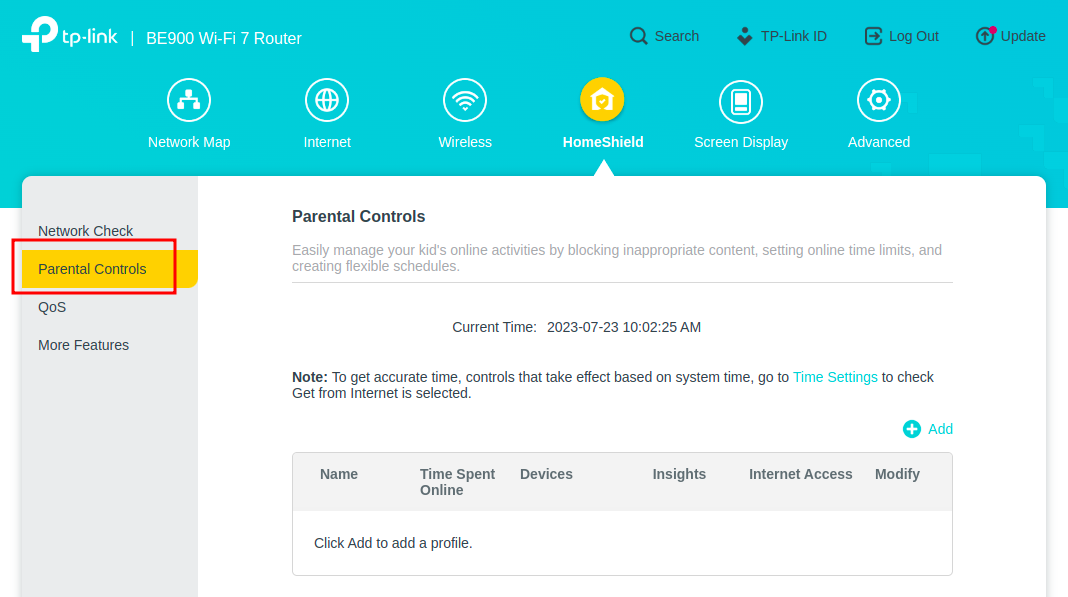 tp-link | BE900 Wi-Fi 7 Router
Search
TP-Link ID
Log Out
Update
Network Map
Internet
Wireless
HomeShield
Screen Display
Advanced
Network Check
Parental Controls
QoS
More Features
Parental Controls
Easily manage your kid's online activities by blocking inappropriate content, setting online time limits, and
creating flexible schedules.
Current Time: 2023-07-23 10:02:25 AM
Note: To get accurate time, controls that take effect based on system time, go to Time Settings to check
Get from Internet is selected.
Add
Name
Time Spent
Online
Devices
Insights
Internet Access
Modify
Click Add to add a profile.